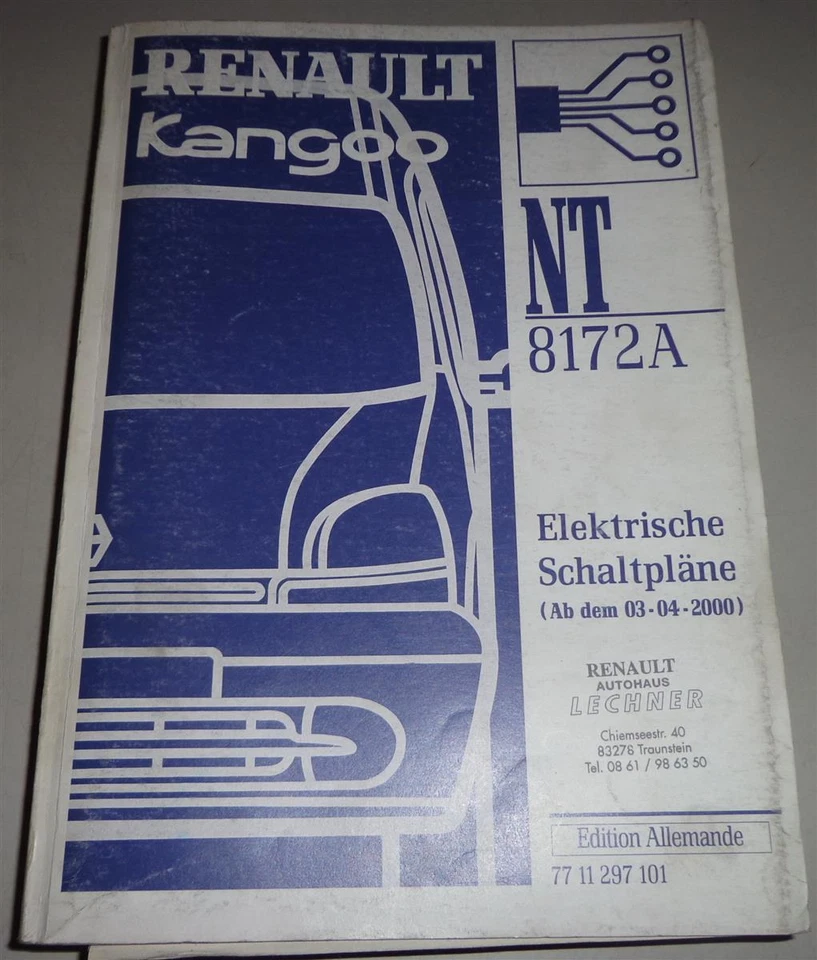 RENAULT
Kangoo
NT
8172A
Elektrische
Schaltpläne
(Ab dem 03-04-2000)
RENAULT
AUTOHAUS
LECHNER
Chiemseestr. 40
83278 Traunstein
Tel. 08 61 / 98 63 50
Edition Allemande
77 11 297 101